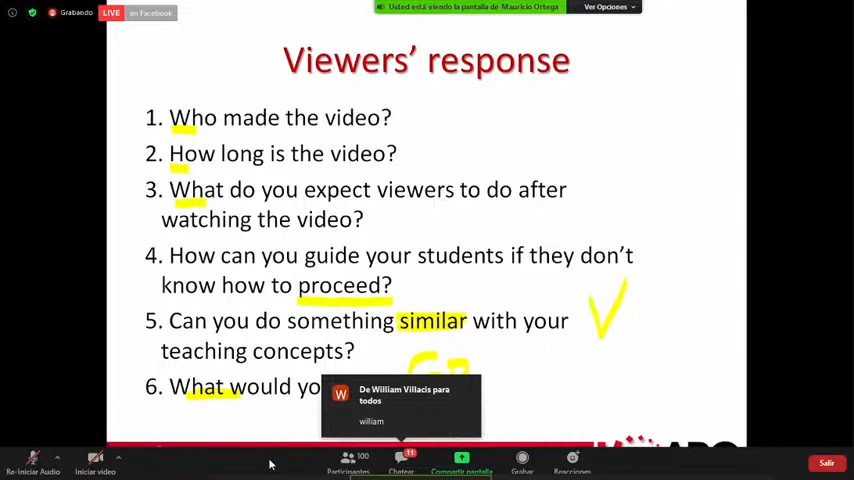 Grabando
LIVE
en Facebook
Usted está viendo la pantalla de Mauricio Ortega
Ver Opciones
Viewers' response
1. Who made the video?
2. How long is the video?
3. What do you expect viewers to do after
watching the video?
4. How can you guide your students if they don't
know how to proceed?
5. Can you do something similar with your
teaching concepts?
6. What would yo
V
W
De William Villacis para
todos
william
Re-Iniciar Audio
Iniciar video
100
Participantes
11
Chatear
Compartir pantalla
Grabar
Reacciones
Salir